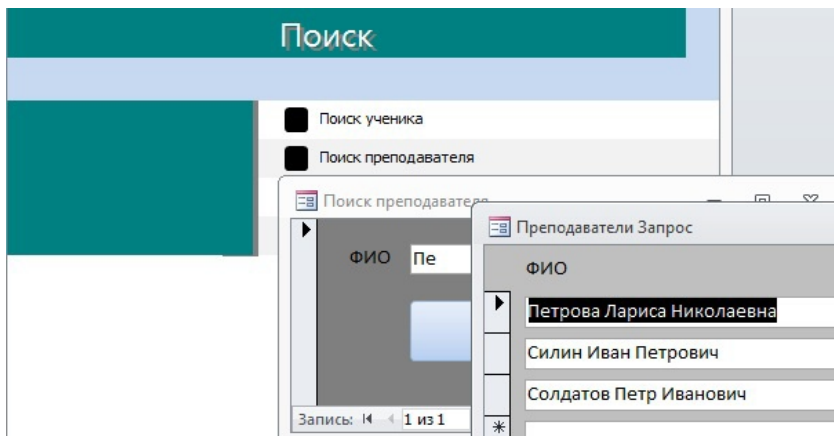 Поиск
Поиск ученика
Поиск преподавателя
Поиск преподавателя
ФИО Пе
Запись: 1 из 1
Преподаватели Запрос
ФИО
Петрова Лариса Николаевна
Силин Иван Петрович
Солдатов Петр Иванович